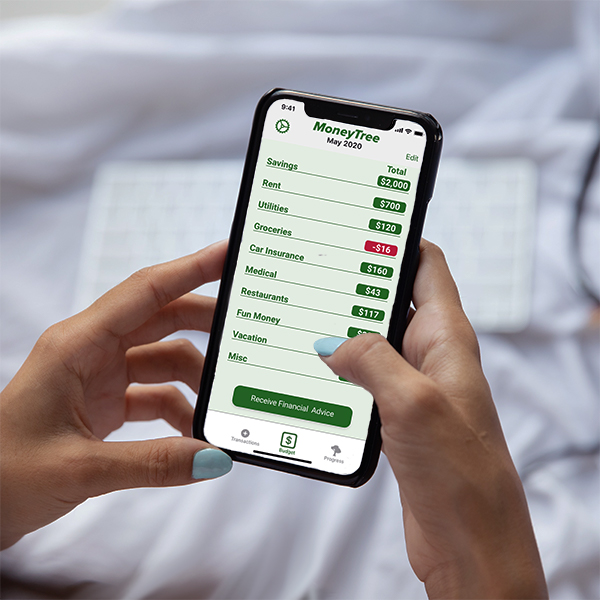 9:41
MoneyTree
May 2020
Edit
Total
Savings $2,000
Rent $700
Utilities $120
Groceries -$16
Car Insurance $160
Medical $43
Restaurants $117
Fun Money
Vacation
Misc
Receive Financial Advice
Transactions
$
Budget
Progress